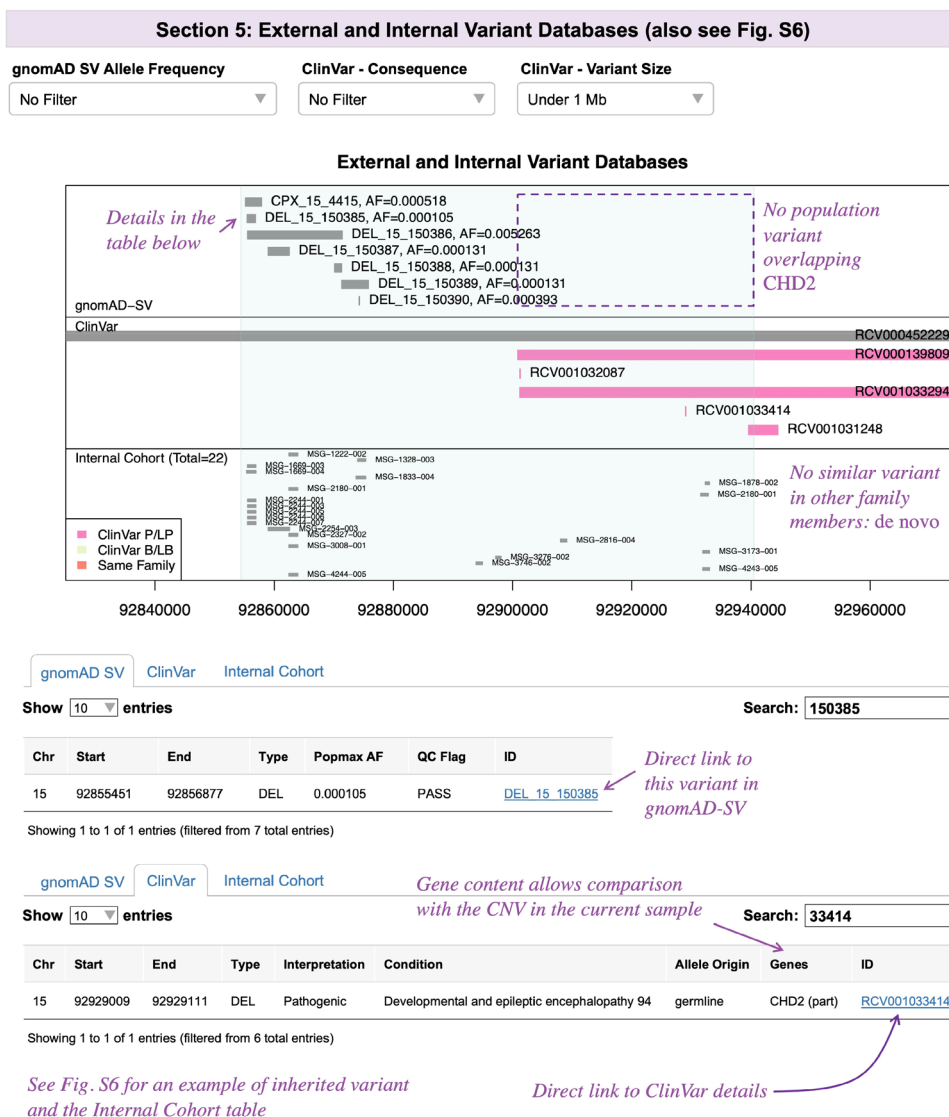 Section 5: External and Internal Variant Databases (also see Fig. S6)
gnomAD SV Allele Frequency
ClinVar - Consequence
ClinVar - Variant Size
No Filter
No Filter
Under 1 Mb
External and Internal Variant Databases
Details in the
table below
CPX_15_4415, AF=0.000518
DEL_15_150385, AF=0.000105
DEL_15_150386, AF=0.005263
DEL_15_150387, AF=0.000131
DEL_15_150388, AF=0.000131
DEL_15_150389, AF=0.000131
DEL_15_150390, AF=0.000393
No population
variant
overlapping
CHD2
gnomAD-SV
ClinVar
RCV000452229
RCV000139809
RCV001032087
RCV001033294
RCV001033414
RCV001031248
Internal Cohort (Total=22)
MSG-1222-002
MSG-1328-003
MSG-1669-003
MSG-1669-004
MSG-1833-004
MSG-1878-002
MSG-2180-001
MSG-2180-001
MSG-2244-001
MSG-2244-006
MSG-2244-007
MSG-2254-003
MSG-2327-002
MSG-2816-004
MSG-3008-001
MSG-3173-001
MSG-3276-002
MSG-3746-002
MSG-4243-005
MSG-4244-005
No similar variant
in other family
members: de novo
ClinVar P/LP
ClinVar B/LB
Same Family
92840000 92860000 92880000 92900000 92920000 92940000 92960000
gnomAD SV ClinVar Internal Cohort
Show 10 entries
Search: 150385
Chr Start End Type Popmax AF QC Flag ID
15 92855451 92856877 DEL 0.000105 PASS DEL_15_150385
Showing 1 to 1 of 1 entries (filtered from 7 total entries)
Direct link to
this variant in
gnomAD-SV
gnomAD SV ClinVar Internal Cohort
Gene content allows comparison
with the CNV in the current sample
Show 10 entries
Search: 33414
Chr Start End Type Interpretation Condition Allele Origin Genes ID
15 92929009 92929111 DEL Pathogenic Developmental and epileptic encephalopathy 94 germline CHD2 (part) RCV001033414
Showing 1 to 1 of 1 entries (filtered from 6 total entries)
See Fig. S6 for an example of inherited variant
and the Internal Cohort table
Direct link to ClinVar details